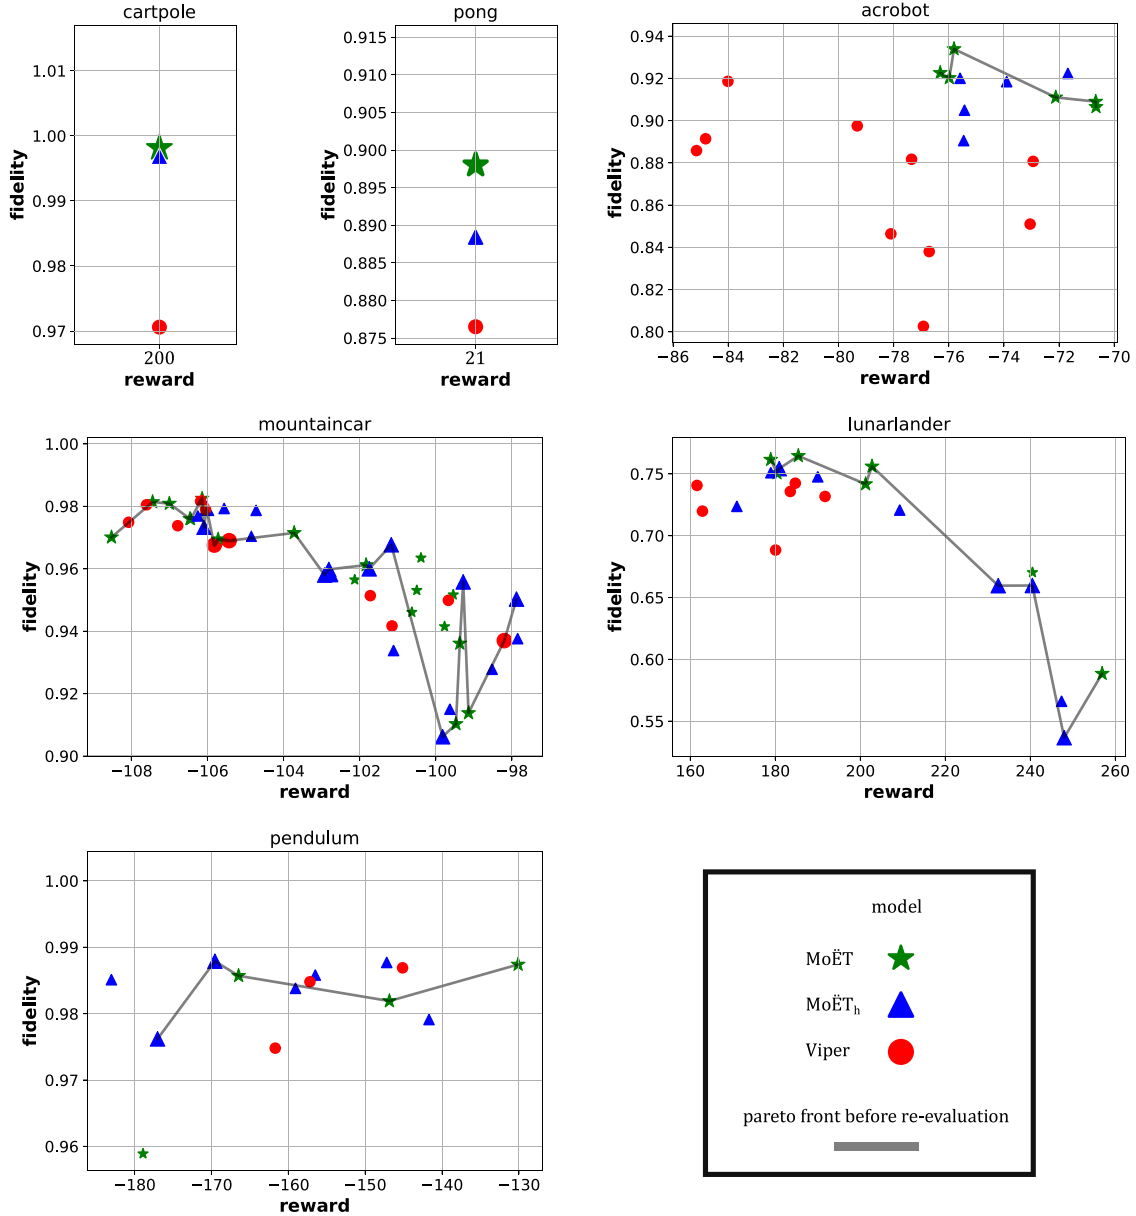 cartpole
1.01
1.00
0.99
0.98
0.97
fidelity
200
reward
pong
0.915
0.910
0.905
0.900
0.895
0.890
0.885
0.880
0.875
fidelity
21
reward
acrobot
0.94
0.92
0.90
0.88
0.86
0.84
0.82
0.80
fidelity
−86 −84 −82 −80 −78 −76 −74 −72 −70
reward
mountaincar
1.00
0.98
0.96
0.94
0.92
0.90
fidelity
−108 −106 −104 −102 −100 −98
reward
lunarlander
0.75
0.70
0.65
0.60
0.55
fidelity
160 180 200 220 240 260
reward
pendulum
1.00
0.99
0.98
0.97
0.96
fidelity
−180 −170 −160 −150 −140 −130
reward
model
MoËT
MoËTh
Viper
pareto front before re-evaluation